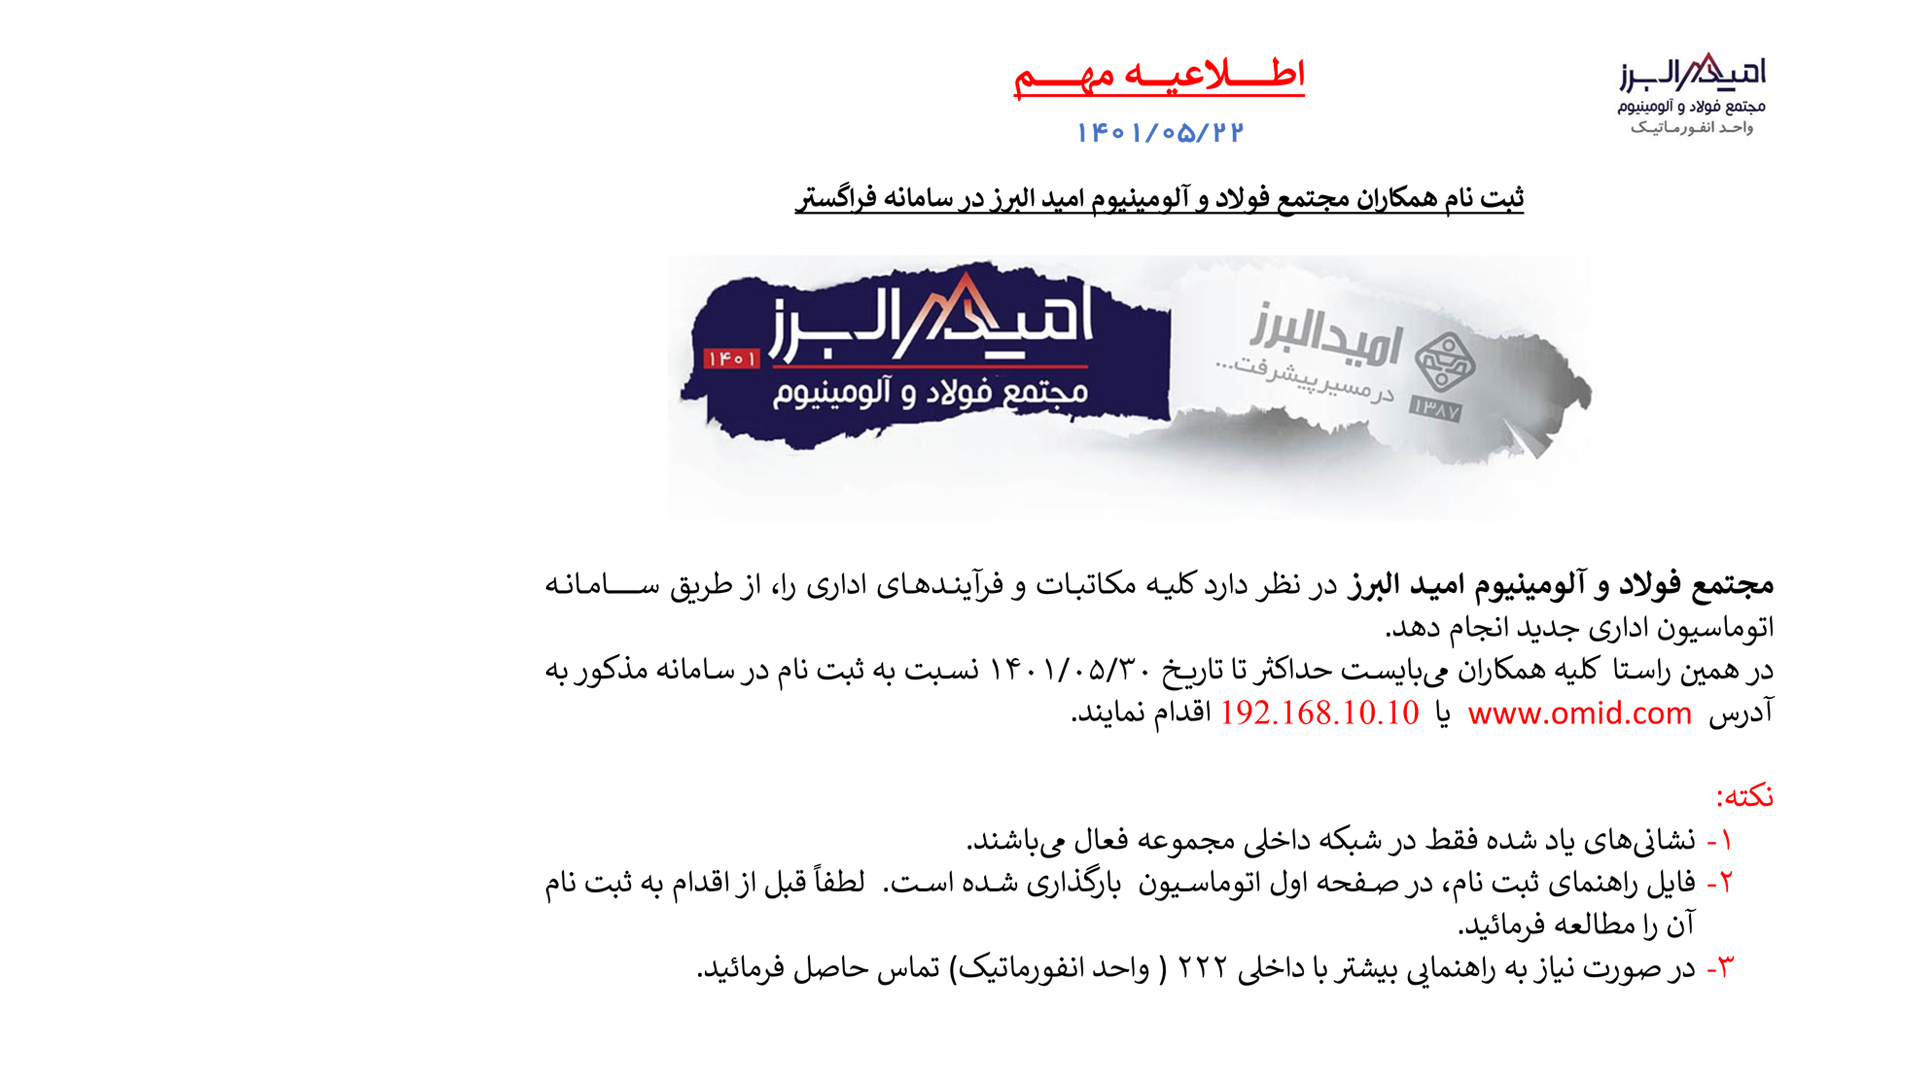 امیدالبرز
مجتمع فولاد و آلومینیوم
واحد انفورماتیک
اطلاعیه مهم
۱۴۰۱/۰۵/۲۲
ثبت نام همکاران مجتمع فولاد و آلومینیوم امید البرز در سامانه فراگستر
امیدالبرز
در مسیر پیشرفت...
۱۳۸۷
امیدالبرز
۱۴۰۱
مجتمع فولاد و آلومینیوم
مجتمع فولاد و آلومینیوم امید البرز در نظر دارد کلیه مکاتبات و فرآیندهای اداری را، از طریق سامانه
اتوماسیون اداری جدید انجام دهد.
در همین راستا کلیه همکاران می‌بایست حداکثر تا تاریخ ۱۴۰۱/۰۵/۳۰ نسبت به ثبت نام در سامانه مذکور به
آدرس www.omid.com یا 192.168.10.10 اقدام نمایند.
نکته:
۱- نشانی‌های یاد شده فقط در شبکه داخلی مجموعه فعال می‌باشند.
۲- فایل راهنمای ثبت نام، در صفحه اول اتوماسیون بارگذاری شده است. لطفاً قبل از اقدام به ثبت نام
آن را مطالعه فرمائید.
۳- در صورت نیاز به راهنمایی بیشتر با داخلی ۲۲۲ ( واحد انفورماتیک) تماس حاصل فرمائید.